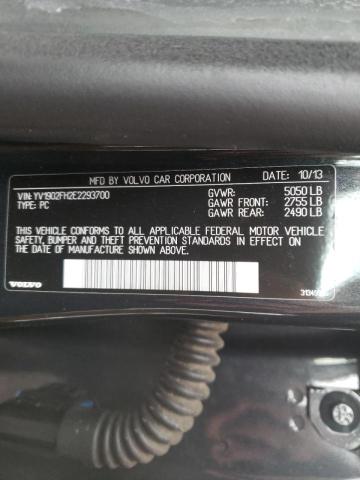 MFD BY VOLVO CAR CORPORATION DATE: 10/13
VIN: YV1902FH2E2293700 GVWR: 5050 LB
TYPE: PC GAWR FRONT: 2755 LB
GAWR REAR: 2490 LB
THIS VEHICLE CONFORMS TO ALL APPLICABLE FEDERAL MOTOR VEHICLE
SAFETY, BUMPER AND THEFT PREVENTION STANDARDS IN EFFECT ON
THE DATE OF MANUFACTURE SHOWN ABOVE.
VOLVO